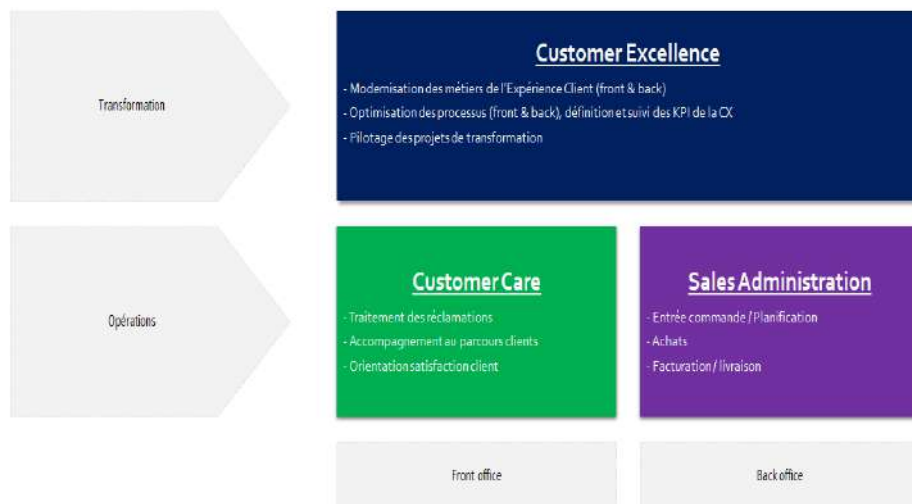 Transformation
Customer Excellence
- Modernisation des métiers de l'Expérience Client (front & back)
- Optimisation des processus (front & back), définition et suivi des KPI de la CX
- Pilotage des projets de transformation
Opérations
Customer Care
- Traitement des réclamations
- Accompagnement au parcours clients
- Orientation satisfaction client
Sales Administration
- Entrée commande / Planification
- Achats
- Facturation / livraison
Front office
Back office